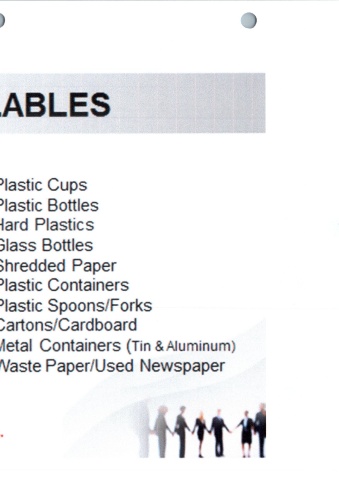 ABLES
Plastic Cups
Plastic Bottles
Hard Plastics
Glass Bottles
Shredded Paper
Plastic Containers
Plastic Spoons/Forks
Cartons/Cardboard
Metal Containers (Tin & Aluminum)
Waste Paper/Used Newspaper